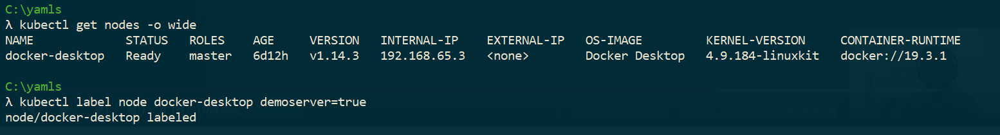 C:\yamls
λ kubectl get nodes -o wide
NAME STATUS ROLES AGE VERSION INTERNAL-IP EXTERNAL-IP OS-IMAGE KERNEL-VERSION CONTAINER-RUNTIME
docker-desktop Ready master 6d12h v1.14.3 192.168.65.3 <none> Docker Desktop 4.9.184-linuxkit docker://19.3.1
C:\yamls
λ kubectl label node docker-desktop demoserver=true
node/docker-desktop labeled